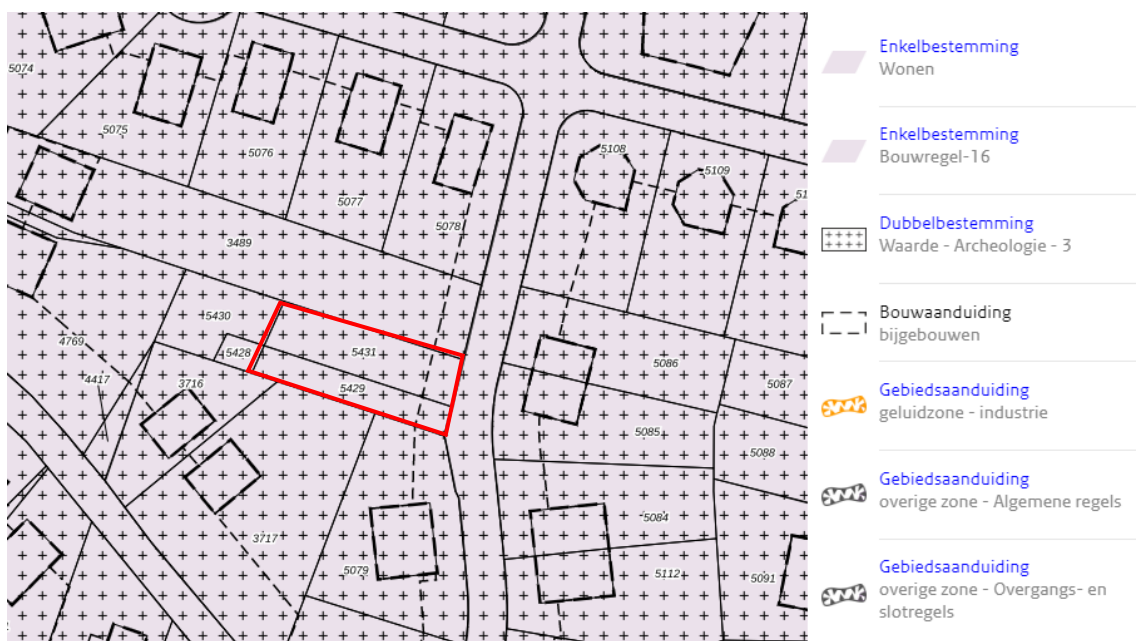 5074
5075
5076
5077
5078
5108
5109
51
3489
5430
5428
5431
5429
4769
4417
3716
5086
5087
5085
5088
3717
5079
5084
5112
5091
Enkelbestemming
Wonen
Enkelbestemming
Bouwregel-16
Dubbelbestemming
Waarde - Archeologie - 3
Bouwaanduiding
bijgebouwen
Gebiedsaanduiding
geluidzone - industrie
Gebiedsaanduiding
overige zone - Algemene regels
Gebiedsaanduiding
overige zone - Overgangs- en
slotregels